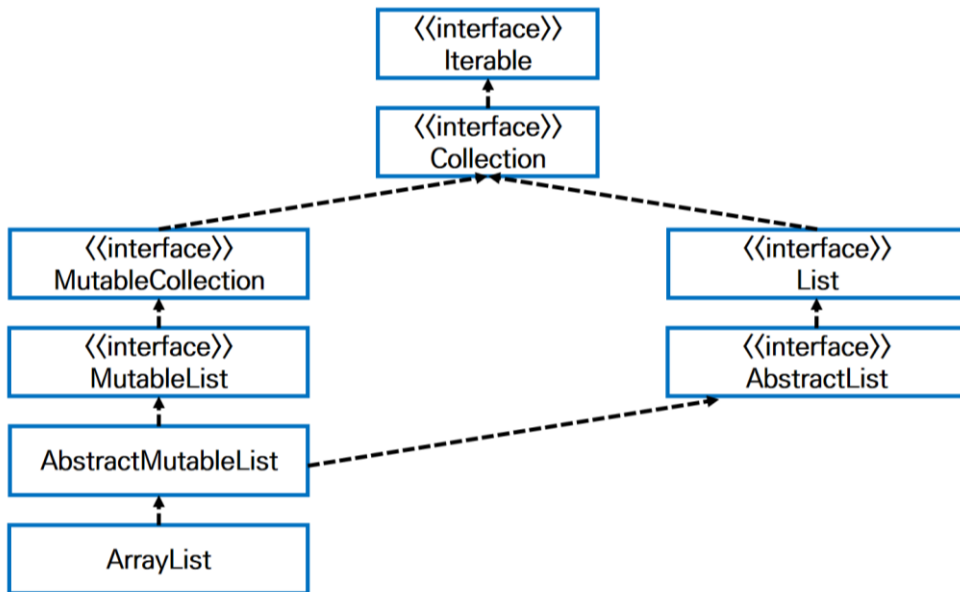 ⟨⟨interface⟩⟩
Iterable
⟨⟨interface⟩⟩
Collection
⟨⟨interface⟩⟩
MutableCollection
⟨⟨interface⟩⟩
List
⟨⟨interface⟩⟩
MutableList
⟨⟨interface⟩⟩
AbstractList
AbstractMutableList
ArrayList